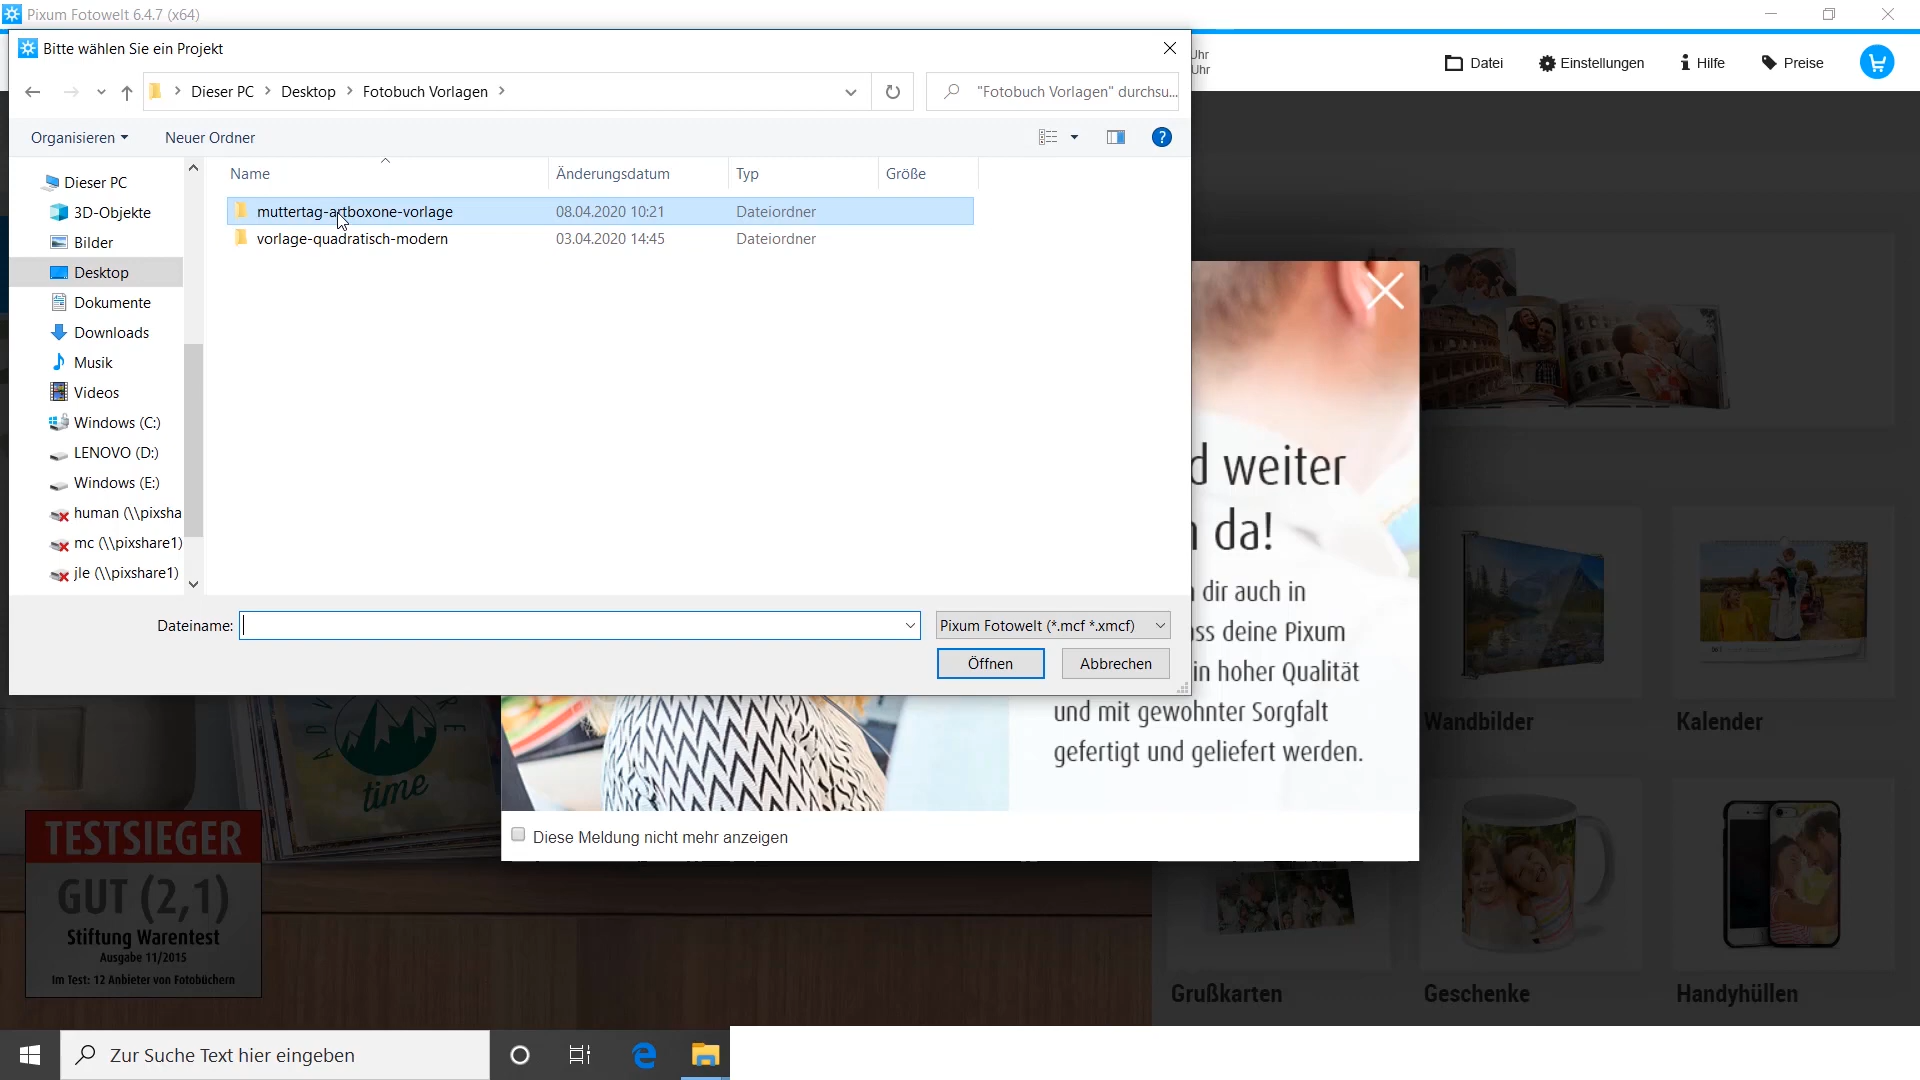 Pixum Fotowelt 6.4.7 (x64)
Bitte wählen Sie ein Projekt
Uhr
Uhr
Datei
Einstellungen
Hilfe
Preise
Dieser PC > Desktop > Fotobuch Vorlagen >
"Fotobuch Vorlagen" durchsu...
Organisieren
Neuer Ordner
Name
Änderungsdatum
Typ
Größe
Dieser PC
3D-Objekte
Bilder
Desktop
Dokumente
Downloads
Musik
Videos
Windows (C:)
LENOVO (D:)
Windows (E:)
human (\\pixsha
mc (\\pixshare1)
jle (\\pixshare1)
muttertag-artboxone-vorlage
08.04.2020 10:21
Dateiordner
vorlage-quadratisch-modern
03.04.2020 14:45
Dateiordner
Dateiname:
Pixum Fotowelt (*.mcf *.xmcf)
Öffnen
Abbrechen
d weiter
da!
dir auch in
ss deine Pixum
in hoher Qualität
und mit gewohnter Sorgfalt
gefertigt und geliefert werden.
Diese Meldung nicht mehr anzeigen
time
TESTSIEGER
GUT (2,1)
Stiftung Warentest
Ausgabe 11/2015
Im Test: 12 Anbieter von Fotobüchern
Wandbilder
Kalender
Grußkarten
Geschenke
Handyhüllen
Zur Suche Text hier eingeben